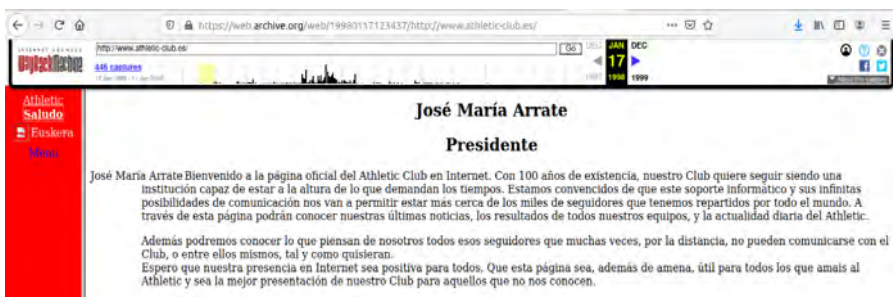 https://web.archive.org/web/19980117123437/http://www.athletic-club.es/
INTERNET ARCHIVE
WayBackMachine
http://www.athletic-club.es/
Go
DEC JAN DEC
446 captures
17
1997 1998 1999
About this capture
Athletic
Saludo
Euskera
Menu
José María Arrate
Presidente
José María Arrate Bienvenido a la página oficial del Athletic Club en Internet. Con 100 años de existencia, nuestro Club quiere seguir siendo una
institución capaz de estar a la altura de lo que demandan los tiempos. Estamos convencidos de que este soporte informático y sus infinitas
posibilidades de comunicación nos van a permitir estar más cerca de los miles de seguidores que tenemos repartidos por todo el mundo. A
través de esta página podrán conocer nuestras últimas noticias, los resultados de todos nuestros equipos, y la actualidad diaria del Athletic.
Además podremos conocer lo que piensan de nosotros todos esos seguidores que muchas veces, por la distancia, no pueden comunicarse con el
Club, o entre ellos mismos, tal y como quisieran.
Espero que nuestra presencia en Internet sea positiva para todos. Que esta página sea, además de amena, útil para todos los que amais al
Athletic y sea la mejor presentación de nuestro Club para aquellos que no nos conocen.